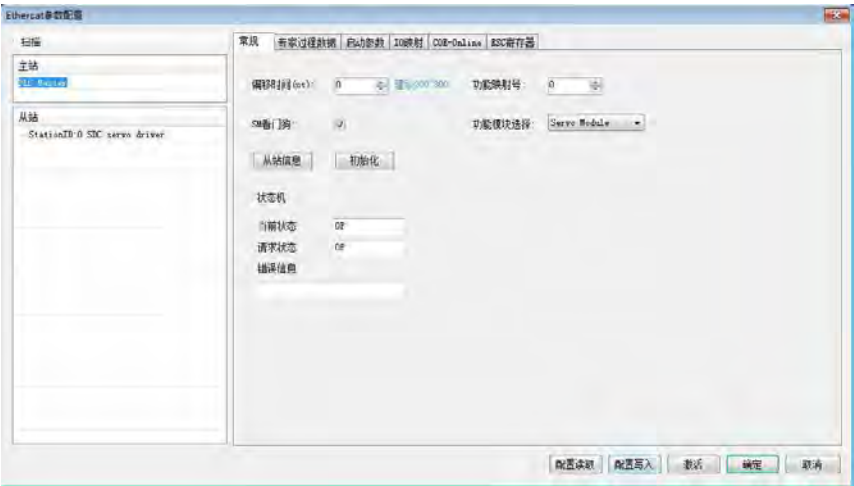 Ethercat参数配置
扫描
主站
PLC Master
从站
StationID:0 SDC servo driver
常规 专家过程数据 启动参数 IO映射 COE-Online ESC寄存器
偏移时间(us): 0 功能映射号: 0
SM看门狗: 功能模块选择: Servo Module
从站信息 初始化
状态机
当前状态 OP
请求状态 OP
错误信息
配置读取 配置写入 激活 确定 取消